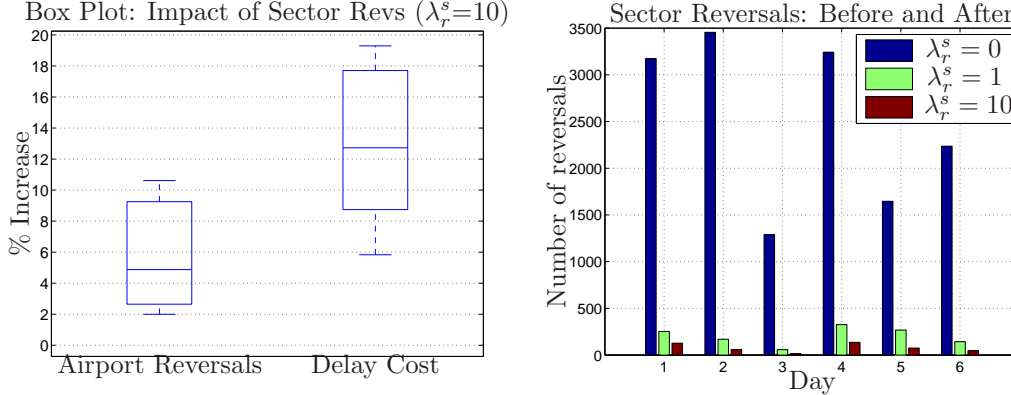 Box Plot: Impact of Sector Revs (λ_r^s=10)
% Increase
20
18
16
14
12
10
8
6
4
2
0
Airport Reversals
Delay Cost
Sector Reversals: Before and After
Number of reversals
3500
3000
2500
2000
1500
1000
500
0
1
2
3
4
5
6
Day
λ_r^s = 0
λ_r^s = 1
λ_r^s = 10